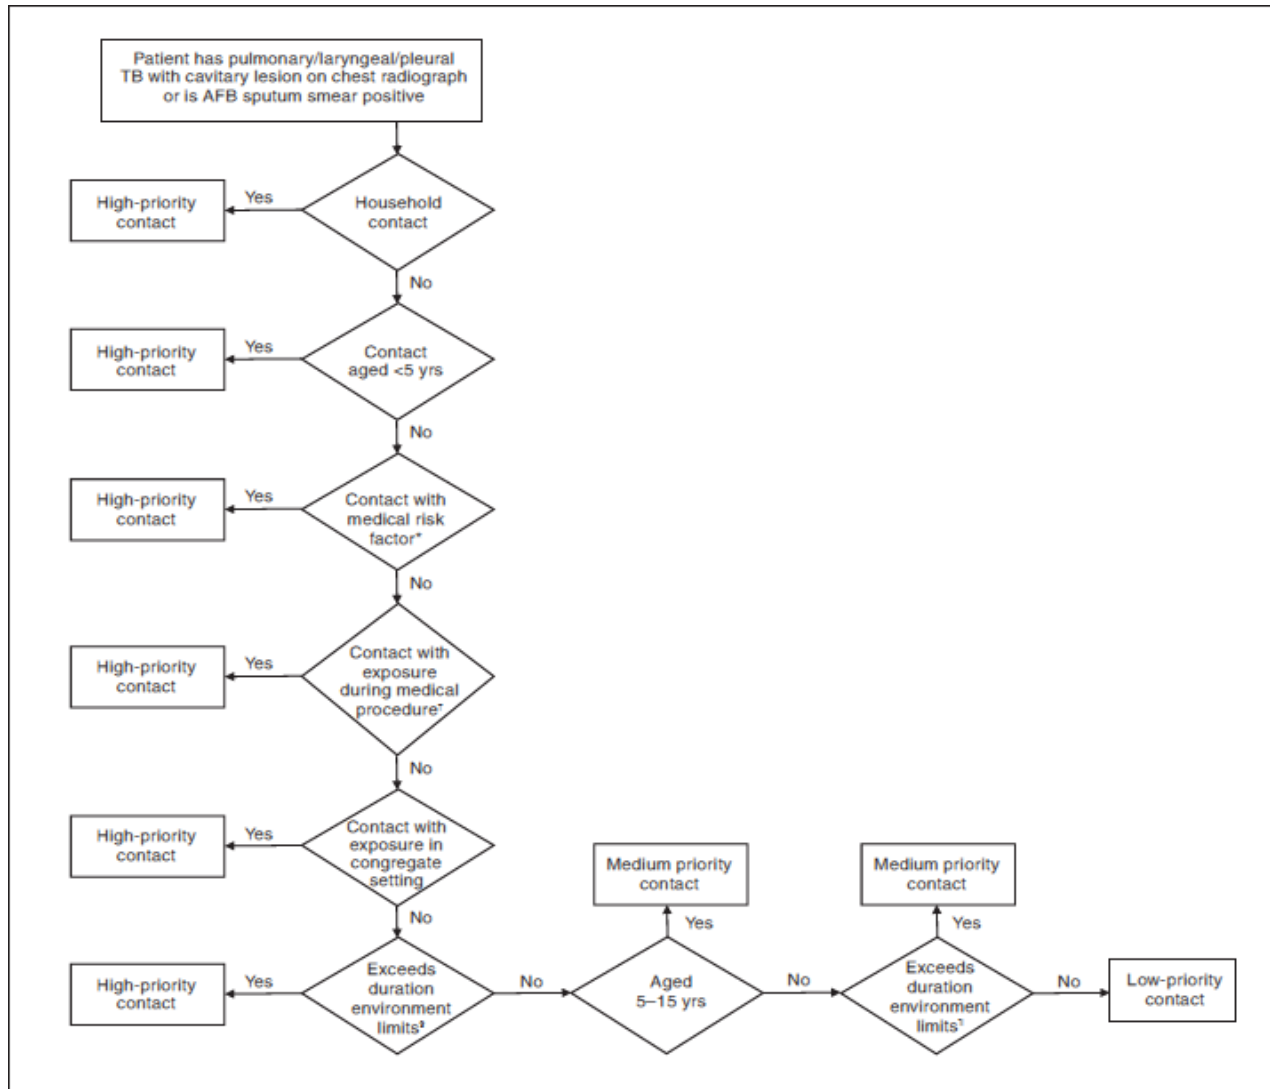 Patient has pulmonary/laryngeal/pleural
TB with cavitary lesion on chest radiograph
or is AFB sputum smear positive
Household
contact
Yes
High-priority
contact
No
Contact
aged <5 yrs
Yes
High-priority
contact
No
Contact with
medical risk
factor*
Yes
High-priority
contact
No
Contact with
exposure
during medical
procedure†
Yes
High-priority
contact
No
Contact with
exposure in
congregate
setting
Yes
High-priority
contact
No
Exceeds
duration
environment
limits§
Yes
High-priority
contact
No
Aged
5–15 yrs
Yes
Medium priority
contact
No
Exceeds
duration
environment
limits¶
Yes
Medium priority
contact
No
Low-priority
contact